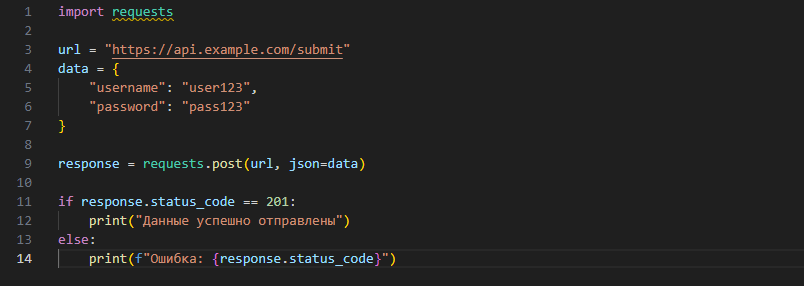 1 import requests
2
3 url = "https://api.example.com/submit"
4 data = {
5     "username": "user123",
6     "password": "pass123"
7 }
8
9 response = requests.post(url, json=data)
10
11 if response.status_code == 201:
12     print("Данные успешно отправлены")
13 else:
14     print(f"Ошибка: {response.status_code}")